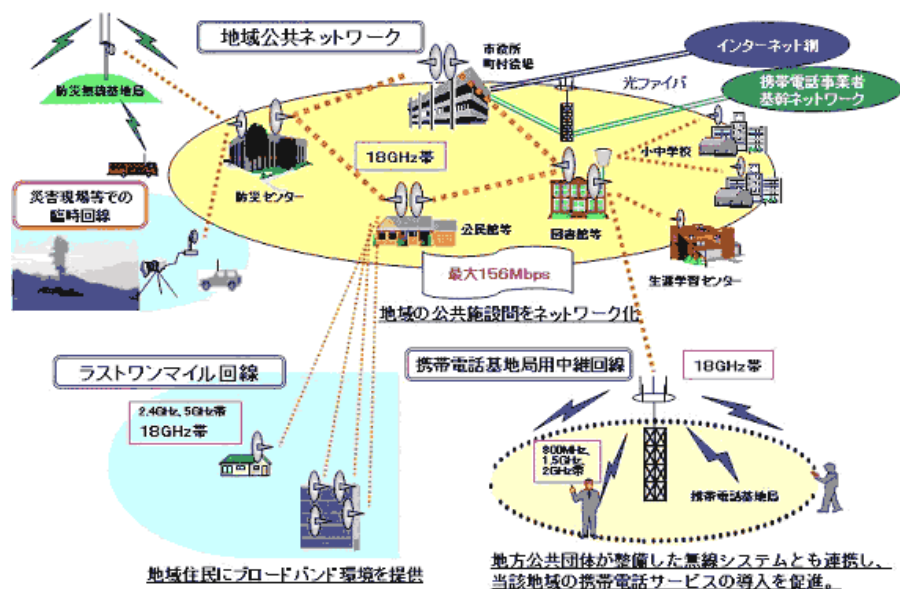 地域公共ネットワーク
市役所
町村役場
インターネット網
光ファイバ
携帯電話事業者
基幹ネットワーク
防災無線基地局
小中学校
18GHz帯
防災センター
災害現場等での
臨時回線
公民館等
図書館等
最大156Mbps
生涯学習センター
地域の公共施設間をネットワーク化
ラストワンマイル回線
携帯電話基地局用中継回線
18GHz帯
2.4GHz、5GHz帯
18GHz帯
800MHz、
1.5GHz、
2GHz帯
携帯電話基地局
地域住民にブロードバンド環境を提供
地方公共団体が整備した無線システムとも連携し、
当該地域の携帯電話サービスの導入を促進。